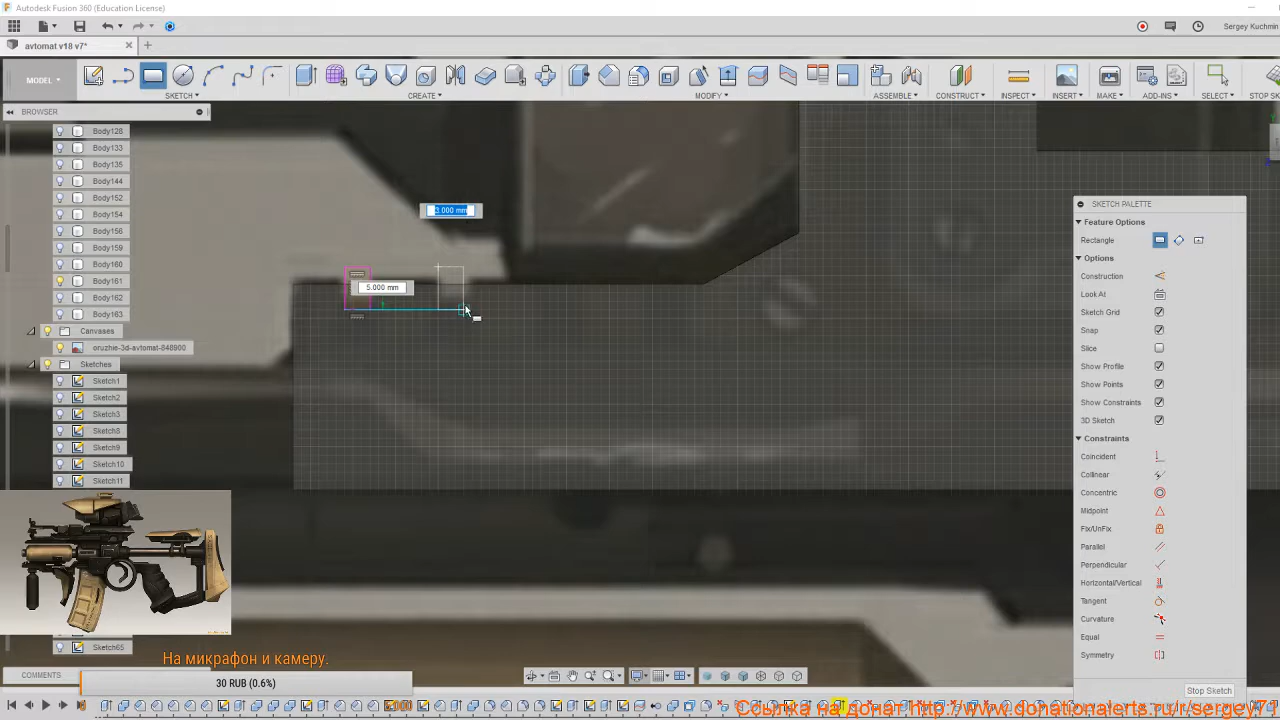 Autodesk Fusion 360 (Education License)
Sergey Kuchmin
avtomat v18 v7*
MODEL
SKETCH
CREATE
MODIFY
ASSEMBLE
CONSTRUCT
INSPECT
INSERT
MAKE
ADD-INS
SELECT
STOP SK
BROWSER
Body128
Body133
Body135
Body144
Body152
Body154
Body156
Body159
Body160
Body161
Body162
Body163
Canvases
oruzhie-3d-avtomat-848900
Sketches
Sketch1
Sketch2
Sketch3
Sketch8
Sketch9
Sketch10
Sketch11
Sketch65
3.000 mm
5.000 mm
SKETCH PALETTE
Feature Options
Rectangle
Options
Construction
Look At
Sketch Grid
Snap
Slice
Show Profile
Show Points
Show Constraints
3D Sketch
Constraints
Coincident
Collinear
Concentric
Midpoint
Fix/UnFix
Parallel
Perpendicular
Horizontal/Vertical
Tangent
Curvature
Equal
Symmetry
Stop Sketch
На микрофон и камеру.
COMMENTS
30 RUB (0.6%)
Ссылка на донат:http://www.donationalerts.ru/r/sergey71